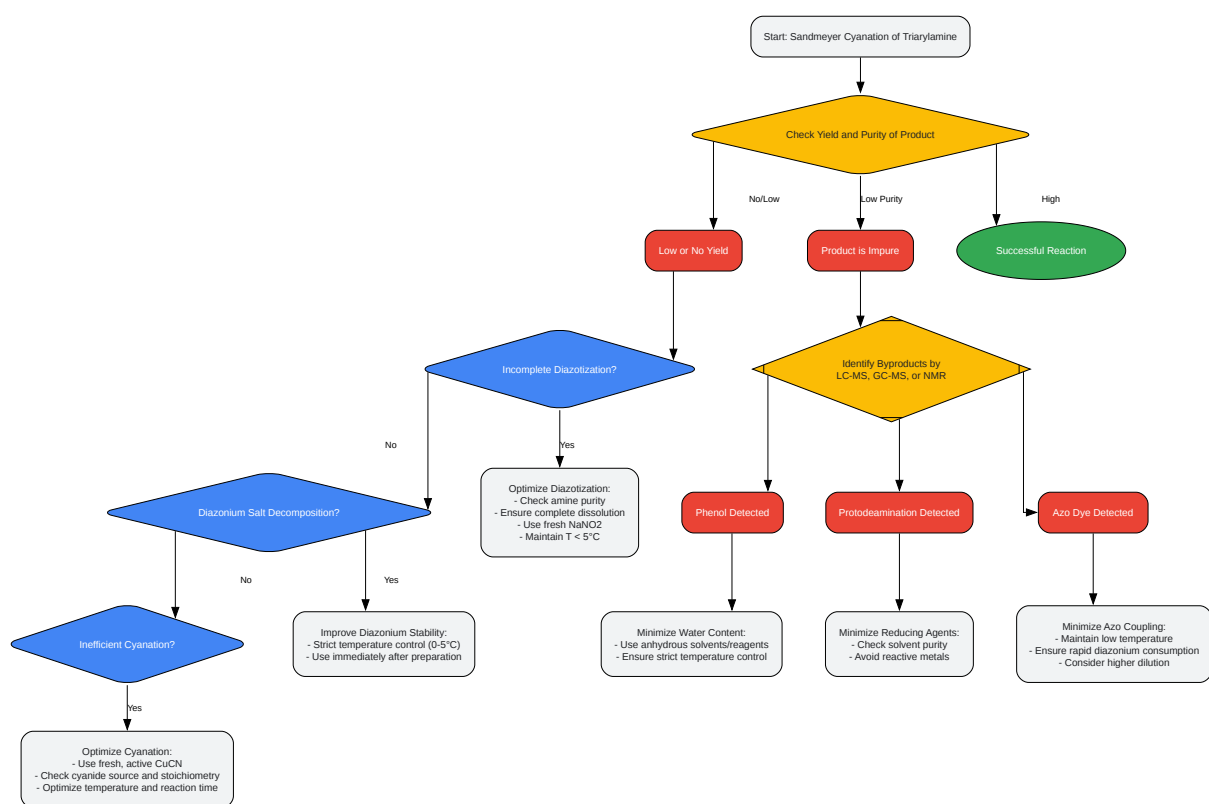 Start: Sandmeyer Cyanation of Triarylamine
Check Yield and Purity of Product
No/Low
Low Purity
High
Low or No Yield
Product is Impure
Successful Reaction
Incomplete Diazotization?
Identify Byproducts by
LC-MS, GC-MS, or NMR
No
Yes
Optimize Diazotization:
- Check amine purity
- Ensure complete dissolution
- Use fresh NaNO2
- Maintain T < 5°C
Diazonium Salt Decomposition?
Phenol Detected
Protodeamination Detected
Azo Dye Detected
No
Yes
Inefficient Cyanation?
Improve Diazonium Stability:
- Strict temperature control (0-5°C)
- Use immediately after preparation
Minimize Water Content:
- Use anhydrous solvents/reagents
- Ensure strict temperature control
Minimize Reducing Agents:
- Check solvent purity
- Avoid reactive metals
Minimize Azo Coupling:
- Maintain low temperature
- Ensure rapid diazonium consumption
- Consider higher dilution
Yes
Optimize Cyanation:
- Use fresh, active CuCN
- Check cyanide source and stoichiometry
- Optimize temperature and reaction time